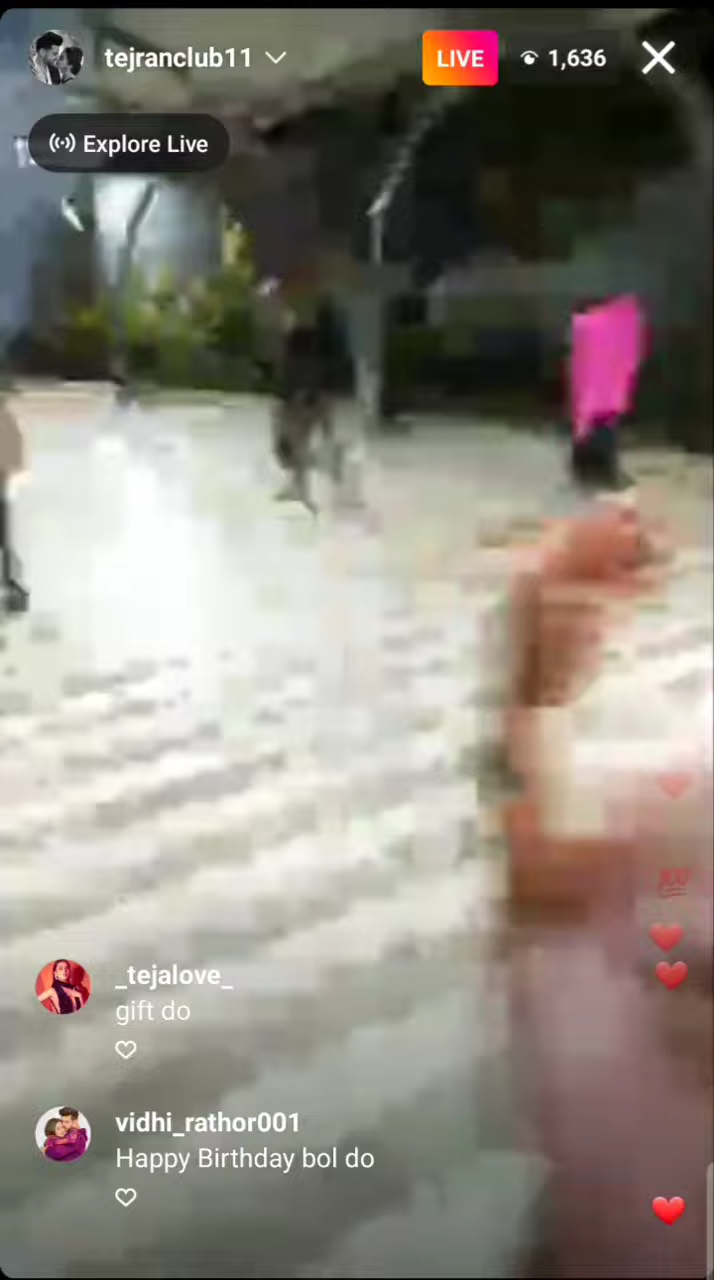 tejranclub11
LIVE
1,636
Explore Live
_tejalove_
gift do
vidhi_rathor001
Happy Birthday bol do